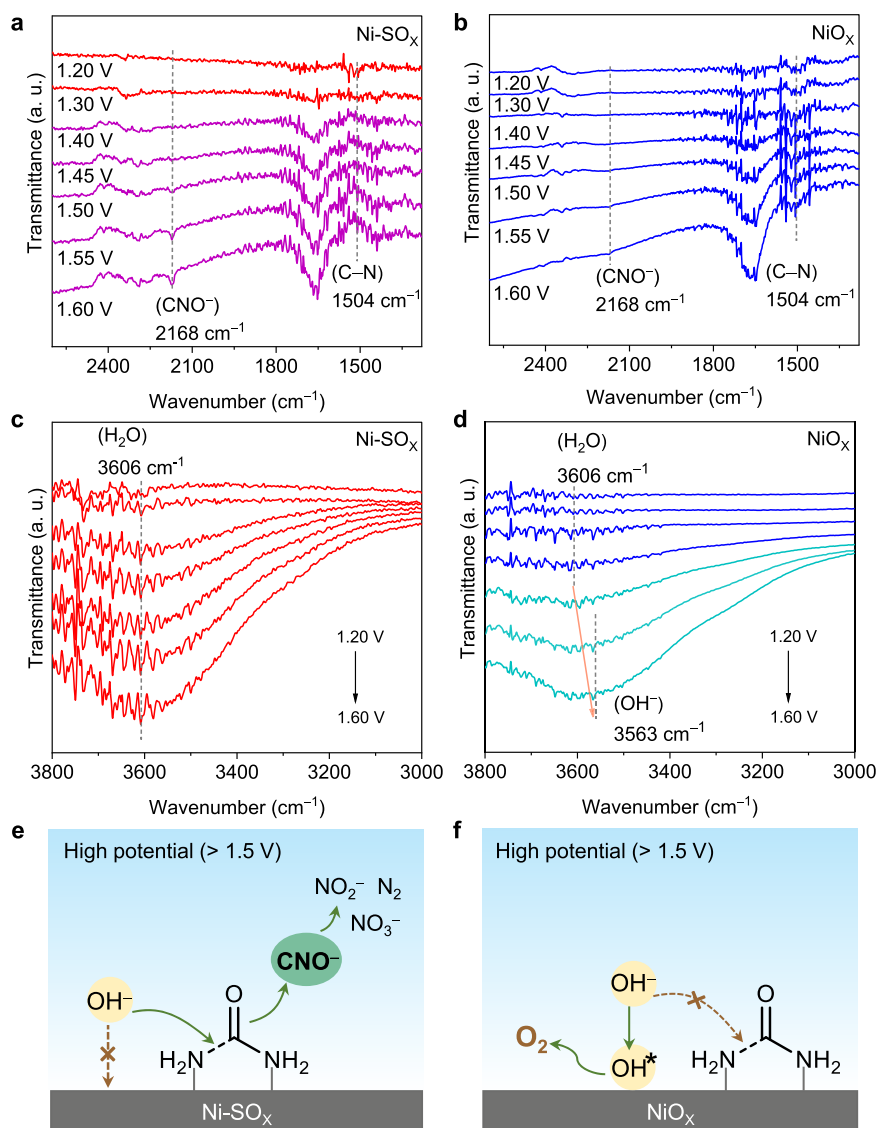 a
Ni-SOX
1.20 V
1.30 V
1.40 V
1.45 V
1.50 V
1.55 V
1.60 V
(CNO⁻)
2168 cm⁻¹
(C–N)
1504 cm⁻¹
Transmittance (a. u.)
2400 2100 1800 1500
Wavenumber (cm⁻¹)
b
NiOX
1.20 V
1.30 V
1.40 V
1.45 V
1.50 V
1.55 V
1.60 V
(CNO⁻)
2168 cm⁻¹
(C–N)
1504 cm⁻¹
Transmittance (a. u.)
2400 2100 1800 1500
Wavenumber (cm⁻¹)
c
(H₂O)
3606 cm⁻¹
Ni-SOX
1.20 V
1.60 V
Transmittance (a. u.)
3800 3600 3400 3200 3000
Wavenumber (cm⁻¹)
d
(H₂O)
3606 cm⁻¹
NiOX
(OH⁻)
3563 cm⁻¹
1.20 V
1.60 V
Transmittance (a. u.)
3800 3600 3400 3200 3000
Wavenumber (cm⁻¹)
e
High potential (> 1.5 V)
NO₂⁻ N₂
NO₃⁻
CNO⁻
OH⁻
O
H₂N NH₂
Ni-SOX
f
High potential (> 1.5 V)
OH⁻
O
O₂
OH*
H₂N NH₂
NiOX